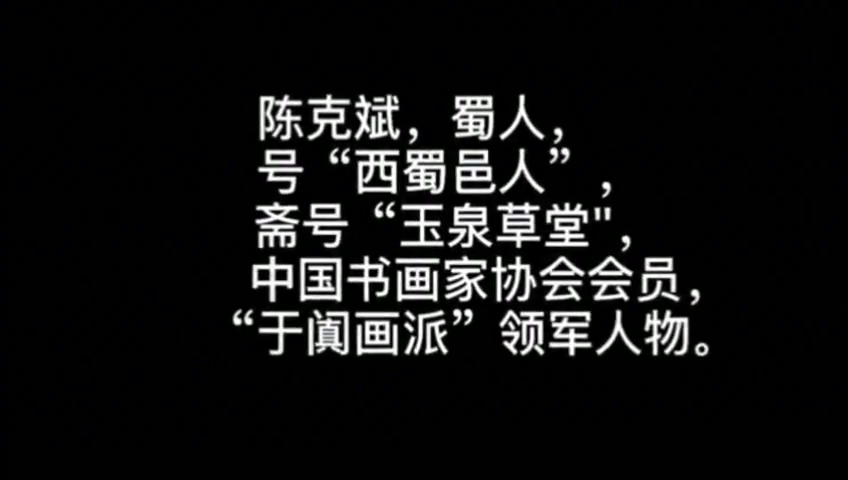 陈克斌，蜀人，
号“西蜀邑人”，
斋号“玉泉草堂"，
中国书画家协会会员，
“于阗画派”领军人物。